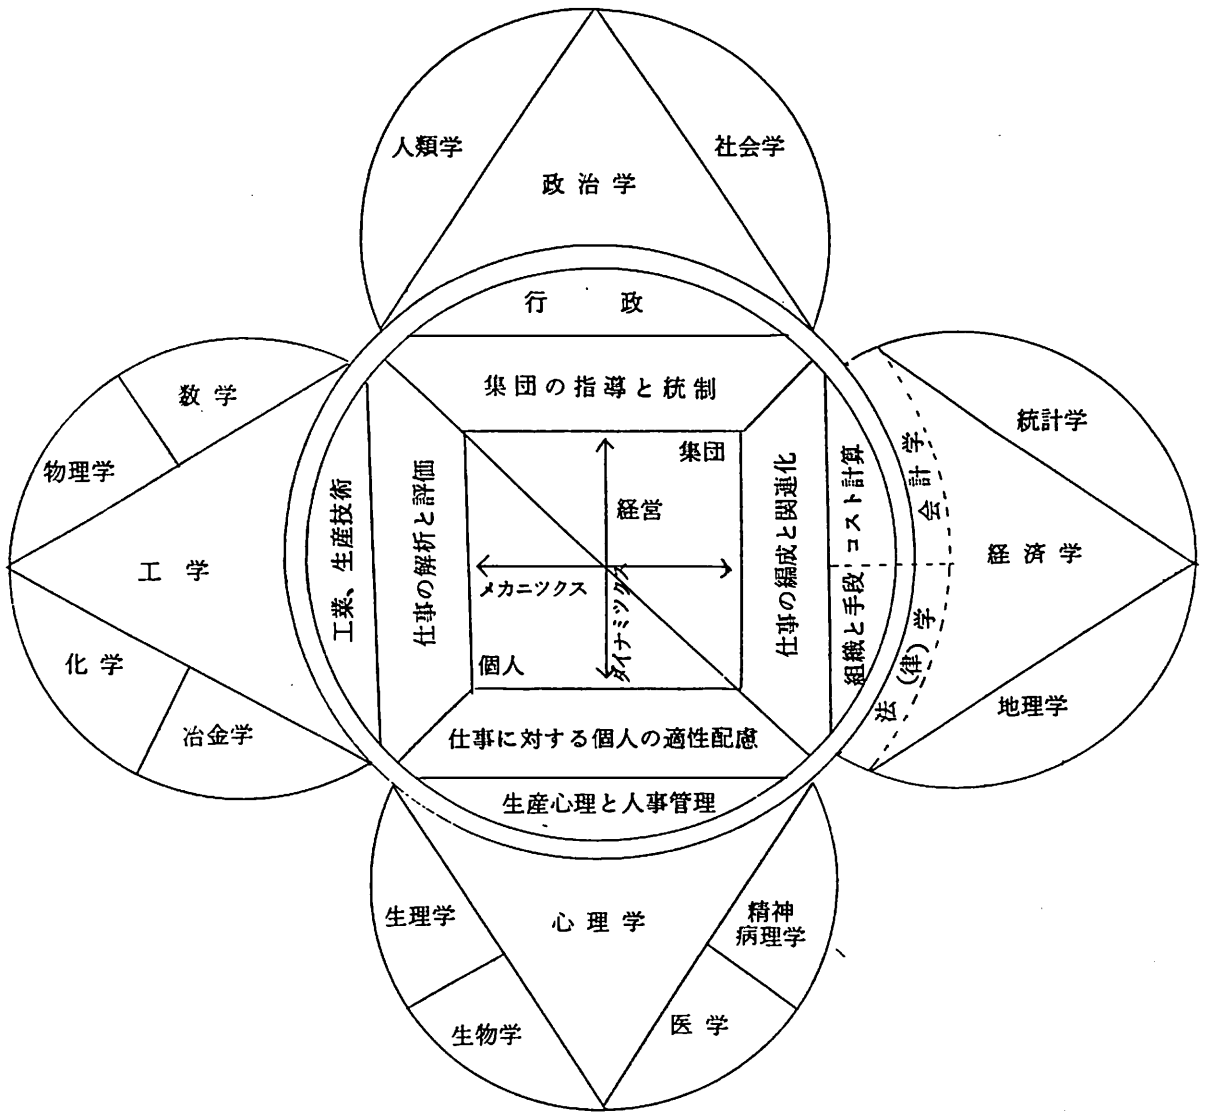 人類学
社会学
政治学
行政
集団の指導と統制
数学
物理学
工学
化学
冶金学
工業、生産技術
仕事の解析と評価
集団
経営
メカニツクス
ダイナミツクス
個人
仕事の編成と関連化
コスト計算
組織と手段
会計学
法(律)学
統計学
経済学
地理学
仕事に対する個人の適性配慮
生産心理と人事管理
生理学
心理学
精神
病理学
生物学
医学